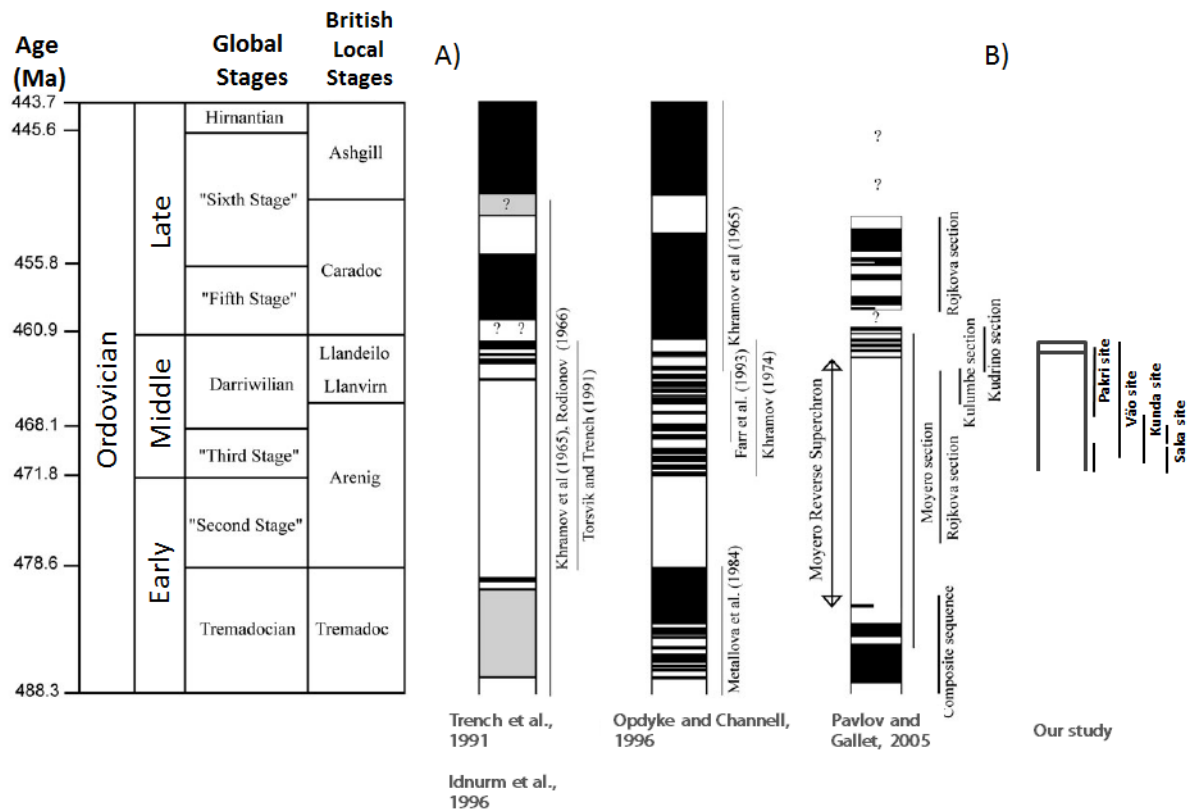 Age
(Ma)
Global
Stages
British
Local
Stages
A)
B)
443.7
445.6
455.8
460.9
468.1
471.8
478.6
488.3
Ordovician
Late
Middle
Early
Hirnantian
"Sixth Stage"
"Fifth Stage"
Darriwilian
"Third Stage"
"Second Stage"
Tremadocian
Ashgill
Caradoc
Llandeilo
Llanvirn
Arenig
Tremadoc
?
? ?
Khramov et al (1965), Rodionov (1966)
Torsvik and Trench (1991)
Khramov et al (1965)
Farr et al. (1993)
Khramov (1974)
Metallova et al. (1984)
?
?
?
Moyero Reverse Superchron
Rojkova section
Kudrino section
Kulumbe section
Moyero section
Rojkova section
Composite sequence
Pakri site
Väo site
Kunda site
Saka site
Trench et al.,
1991
Idnurm et al.,
1996
Opdyke and Channell,
1996
Pavlov and
Gallet, 2005
Our study